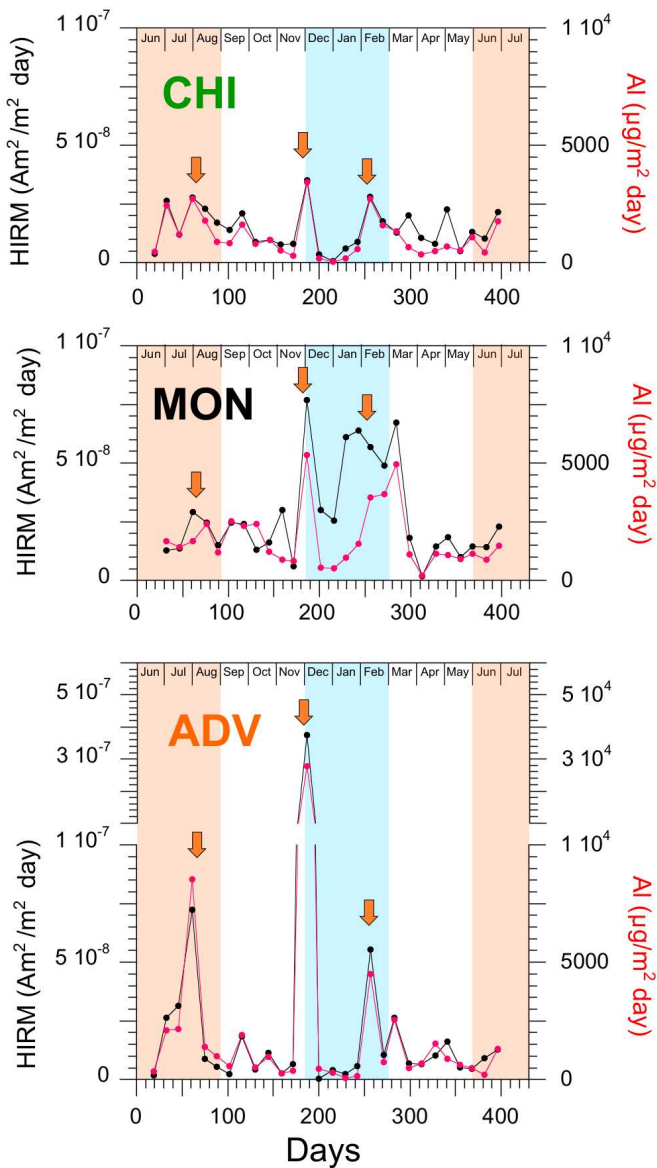 1 10⁻⁷
Jun Jul Aug Sep Oct Nov Dec Jan Feb Mar Apr May Jun Jul
1 10⁴
CHI
HIRM (Am²/m² day)
5 10⁻⁸
5000
Al (µg/m² day)
0
0
0 100 200 300 400
1 10⁻⁷
Jun Jul Aug Sep Oct Nov Dec Jan Feb Mar Apr May Jun Jul
1 10⁴
MON
HIRM (Am²/m² day)
5 10⁻⁸
5000
Al (µg/m² day)
0
0
0 100 200 300 400
Jun Jul Aug Sep Oct Nov Dec Jan Feb Mar Apr May Jun Jul
5 10⁻⁷
5 10⁴
ADV
3 10⁻⁷
3 10⁴
1 10⁻⁷
1 10⁴
HIRM (Am²/m² day)
5 10⁻⁸
5000
Al (µg/m² day)
0
0
0 100 200 300 400
Days